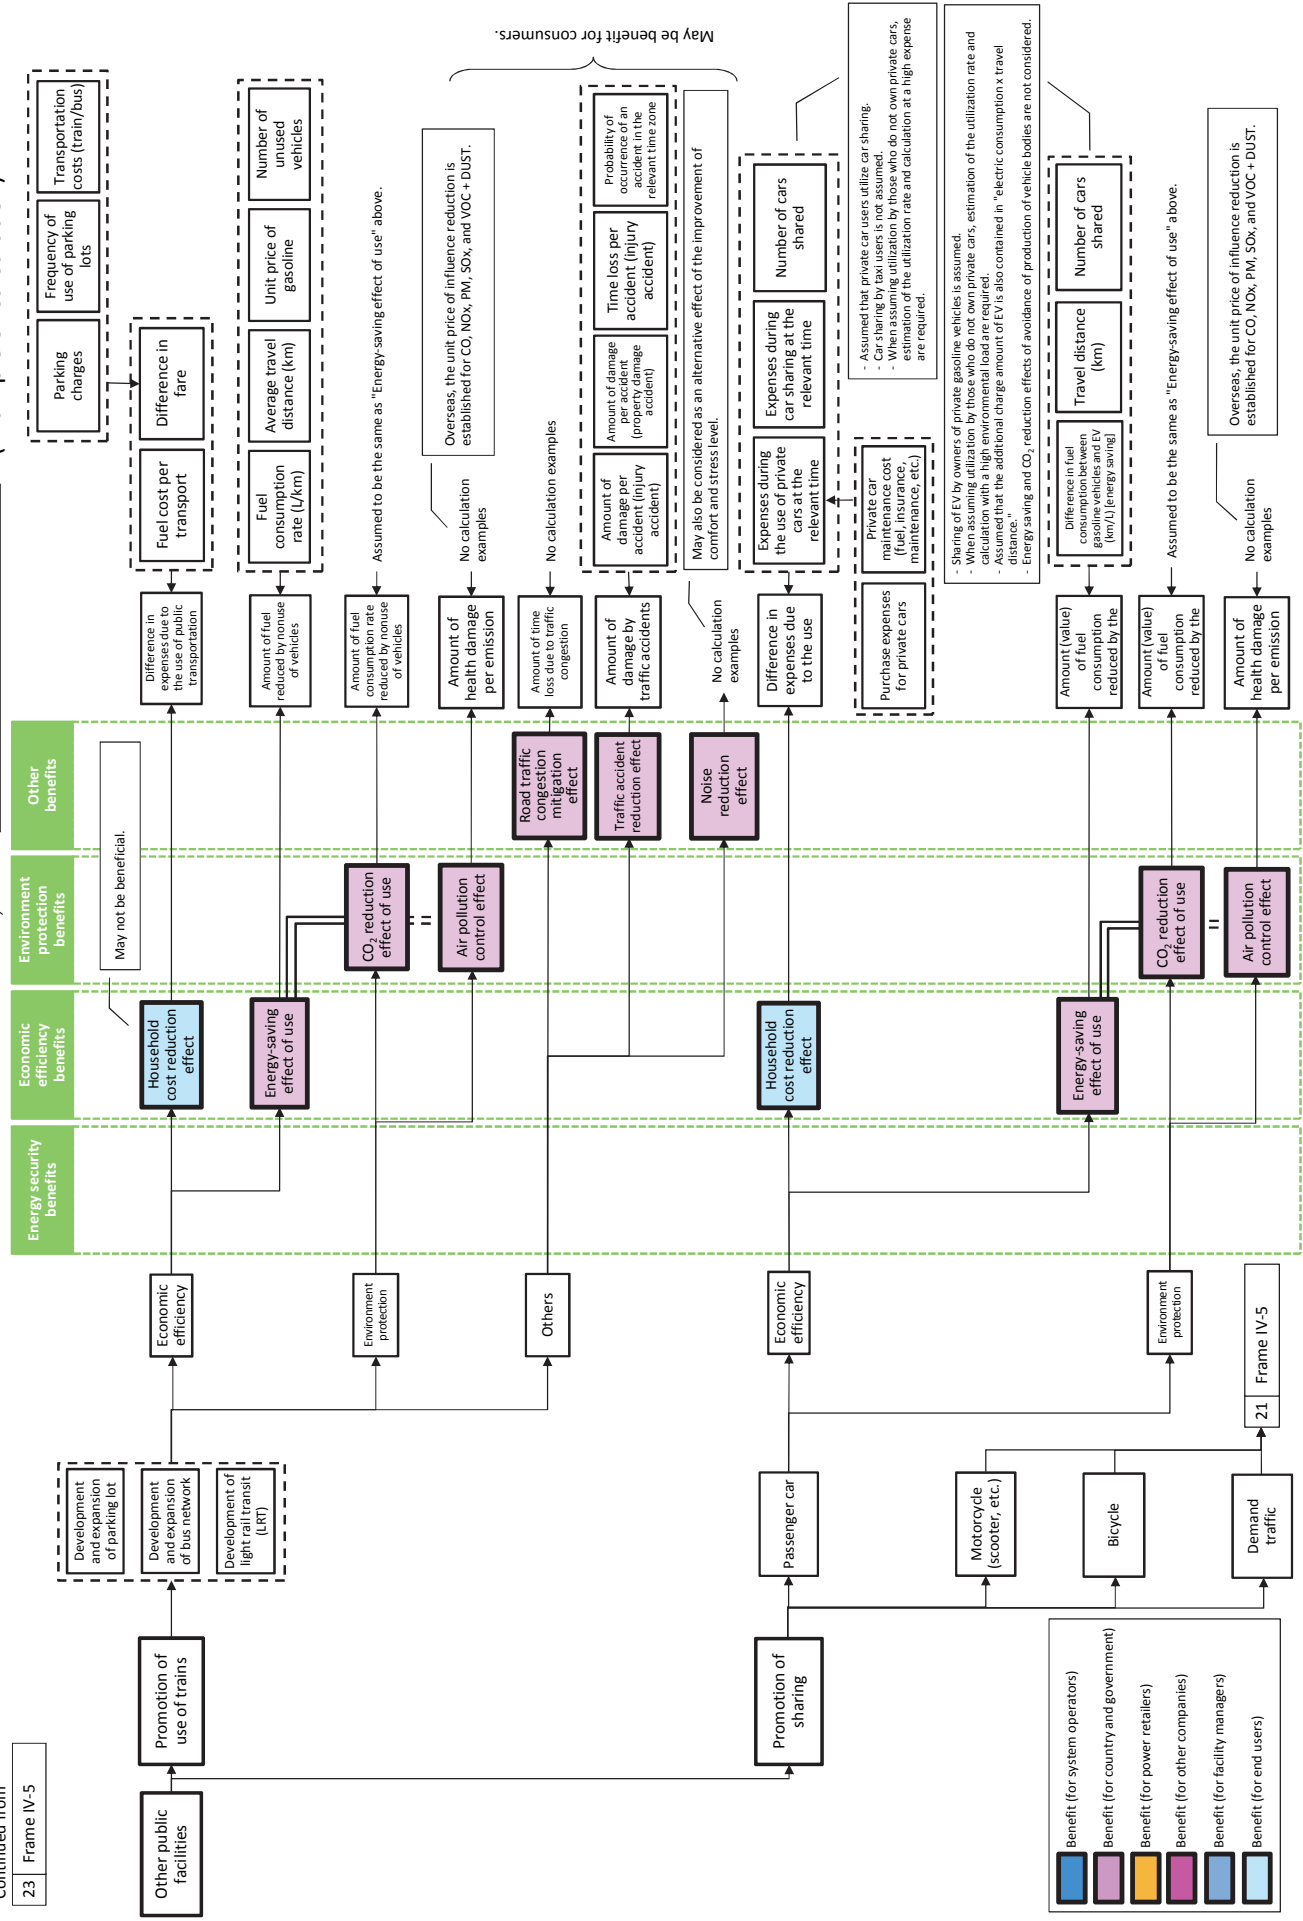 Continued from
23 Frame IV-5
Other public
facilities
Promotion of
use of trains
Promotion of
sharing
Development
and expansion
of parking lot
Development
and expansion
of bus network
Development of
light rail transit
(LRT)
Passenger car
Motorcycle
(scooter, etc.)
Bicycle
Demand
traffic
21 Frame IV-5
Economic
efficiency
Environment
protection
Others
Economic
efficiency
Environment
protection
Energy security
benefits
Economic
efficiency
benefits
Environment
protection
benefits
Other
benefits
May not be beneficial.
Household
cost reduction
effect
Energy-saving
effect of use
CO2 reduction
effect of use
Air pollution
control effect
Road traffic
congestion
mitigation
effect
Traffic accident
reduction effect
Noise
reduction
effect
Household
cost reduction
effect
Energy-saving
effect of use
CO2 reduction
effect of use
Air pollution
control effect
Difference in
expenses due to
the use of public
transportation
Fuel cost per
transport
Difference in
fare
Parking
charges
Frequency of
use of parking
lots
Transportation
costs (train/bus)
Amount of fuel
reduced by nonuse
of vehicles
Fuel
consumption
rate (L/km)
Average travel
distance (km)
Unit price of
gasoline
Number of
unused
vehicles
Amount of fuel
consumption rate
reduced by nonuse
of vehicles
Assumed to be the same as "Energy-saving effect of use" above.
Amount of
health damage
per emission
No calculation
examples
Overseas, the unit price of influence reduction is
established for CO, NOx, PM, SOx, and VOC + DUST.
Amount of time
loss due to traffic
congestion
No calculation examples
Amount of
damage by
traffic accidents
Amount of
damage per
accident (injury
accident)
Amount of damage
per accident
(property damage
accident)
Time loss per
accident (injury
accident)
Probability of
occurrence of an
accident in the
relevant time zone
No calculation
examples
May also be considered as an alternative effect of the improvement of
comfort and stress level.
May be benefit for consumers.
Difference in
expenses due
to the use
Expenses during
the use of private
cars at the
relevant time
Expenses during
car sharing at the
relevant time
Number of cars
shared
Purchase expenses
for private cars
Private car
maintenance cost
(fuel, insurance,
maintenance, etc.)
- Assumed that private car users utilize car sharing.
- Car sharing by taxi users is not assumed.
- When assuming utilization by those who do not own private cars,
estimation of the utilization rate and calculation at a high expense
are required.
- Sharing of EV by owners of private gasoline vehicles is assumed.
- When assuming utilization by those who do not own private cars, estimation of the utilization rate and
calculation with a high environmental load are required.
- Assumed that the additional charge amount of EV is also contained in "electric consumption x travel
distance."
- Energy saving and CO2 reduction effects of avoidance of production of vehicle bodies are not considered.
Amount (value)
of fuel
consumption
reduced by the
Difference in fuel
consumption between
gasoline vehicles and EV
(km/L) [energy saving]
Travel distance
(km)
Number of cars
shared
Amount (value)
of fuel
consumption
reduced by the
Assumed to be the same as "Energy-saving effect of use" above.
Amount of
health damage
per emission
No calculation
examples
Overseas, the unit price of influence reduction is
established for CO, NOx, PM, SOx, and VOC + DUST.
Benefit (for system operators)
Benefit (for country and government)
Benefit (for power retailers)
Benefit (for other companies)
Benefit (for facility managers)
Benefit (for end users)